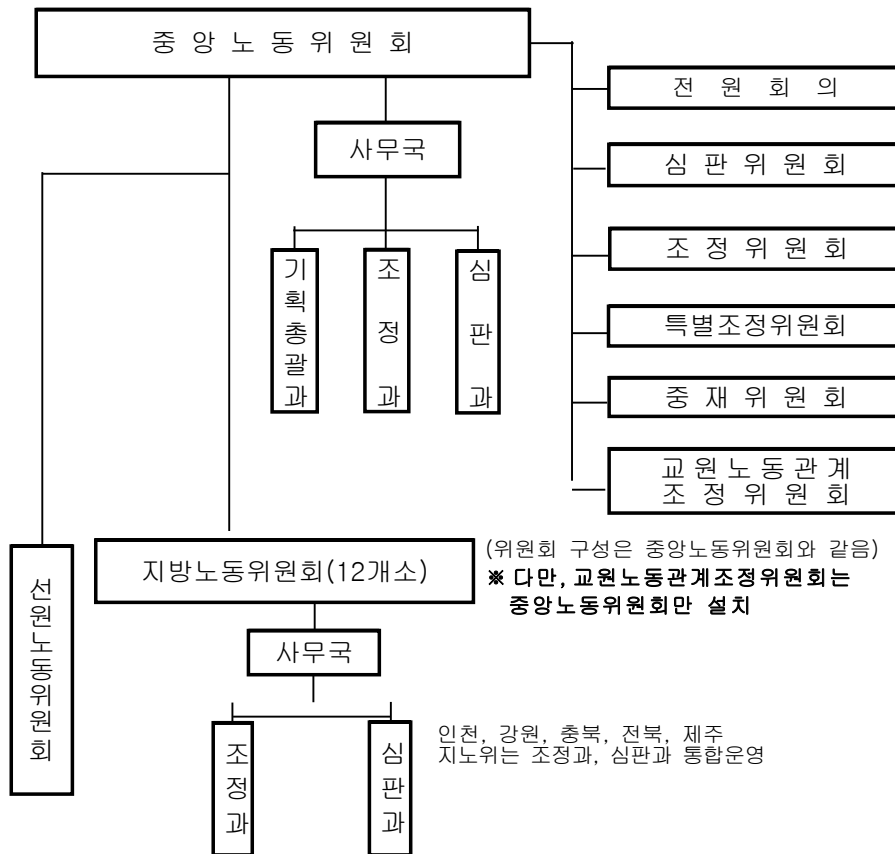 중 앙 노 동 위 원 회
전 원 회 의
사무국
심 판 위 원 회
조 정 위 원 회
기획총괄과
조정과
심판과
특별조정위원회
중 재 위 원 회
교 원 노 동 관 계
조 정 위 원 회
선원노동위원회
지방노동위원회(12개소)
(위원회 구성은 중앙노동위원회와 같음)
※ 다만, 교원노동관계조정위원회는
중앙노동위원회만 설치
사무국
조정과
심판과
인천, 강원, 충북, 전북, 제주
지노위는 조정과, 심판과 통합운영